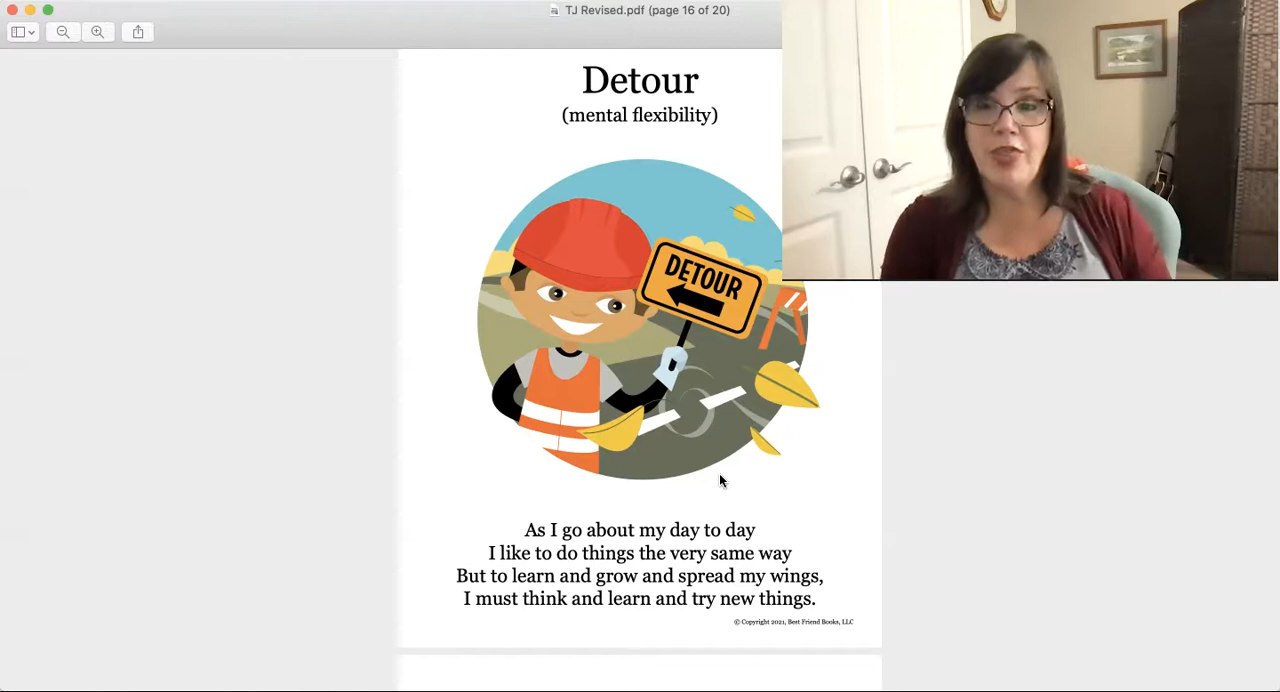 TJ Revised.pdf (page 16 of 20)
Detour
(mental flexibility)
DETOUR
As I go about my day to day
I like to do things the very same way
But to learn and grow and spread my wings,
I must think and learn and try new things.
© Copyright 2021, Best Friend Books, LLC